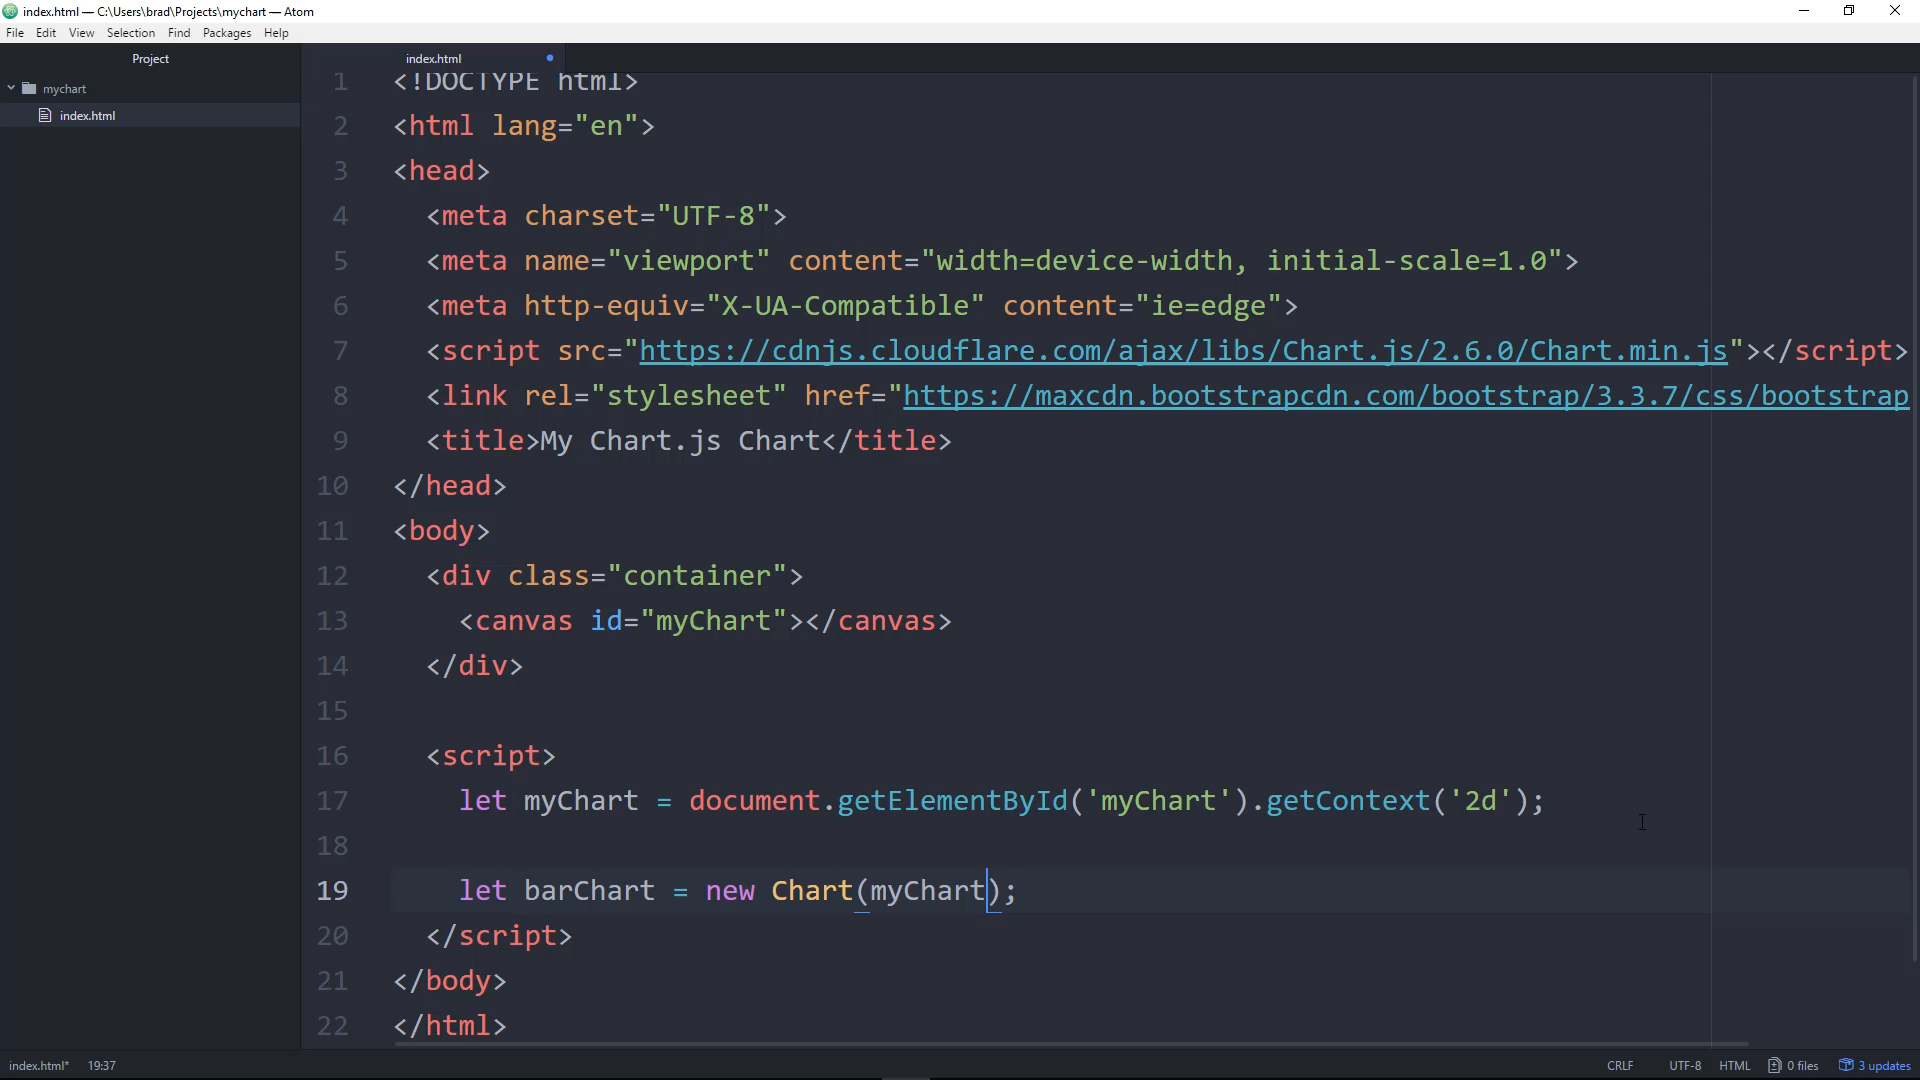 index.html — C:\Users\brad\Projects\mychart — Atom
File Edit View Selection Find Packages Help
Project
index.html
mychart
index.html
1 <!DOCTYPE html>
2 <html lang="en">
3 <head>
4 <meta charset="UTF-8">
5 <meta name="viewport" content="width=device-width, initial-scale=1.0">
6 <meta http-equiv="X-UA-Compatible" content="ie=edge">
7 <script src="https://cdnjs.cloudflare.com/ajax/libs/Chart.js/2.6.0/Chart.min.js"></script>
8 <link rel="stylesheet" href="https://maxcdn.bootstrapcdn.com/bootstrap/3.3.7/css/bootstrap
9 <title>My Chart.js Chart</title>
10 </head>
11 <body>
12 <div class="container">
13 <canvas id="myChart"></canvas>
14 </div>
15
16 <script>
17 let myChart = document.getElementById('myChart').getContext('2d');
18
19 let barChart = new Chart(myChart);
20 </script>
21 </body>
22 </html>
index.html* 19:37 CRLF UTF-8 HTML 0 files 3 updates